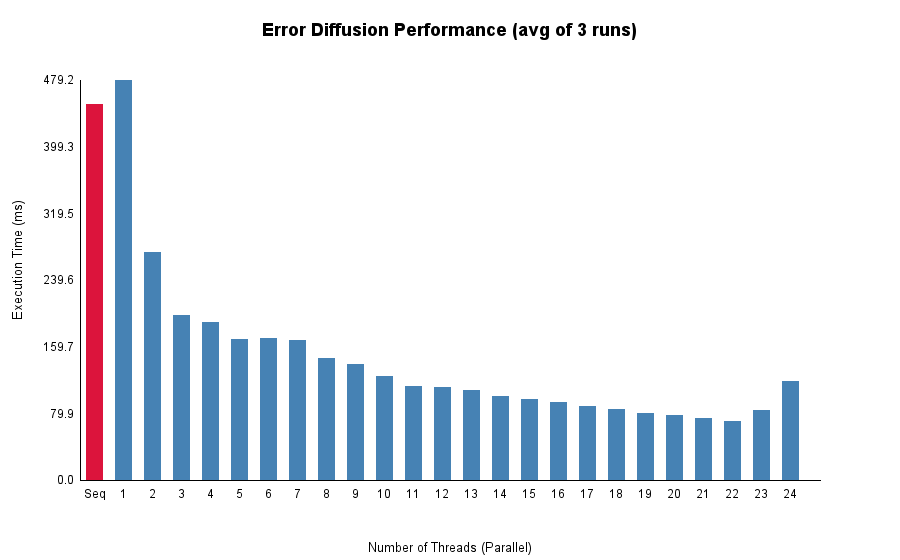 Error Diffusion Performance (avg of 3 runs)
479.2
399.3
319.5
239.6
159.7
79.9
0.0
Execution Time (ms)
Seq 1 2 3 4 5 6 7 8 9 10 11 12 13 14 15 16 17 18 19 20 21 22 23 24
Number of Threads (Parallel)